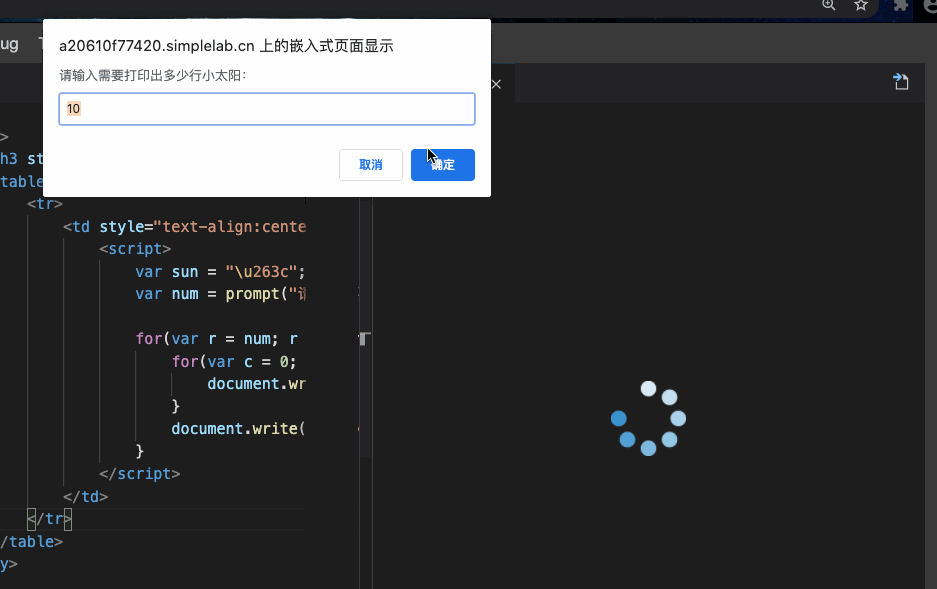 ug
a20610f77420.simplelab.cn 上的嵌入式页面显示
请输入需要打印出多少行小太阳:
10
取消
确定
>
h3 st
table
<tr>
<td style="text-align:cente
<script>
var sun = "\u263c";
var num = prompt("请
for(var r = num; r
for(var c = 0;
document.wr
}
document.write(
}
</script>
</td>
</tr>
/table>
y>